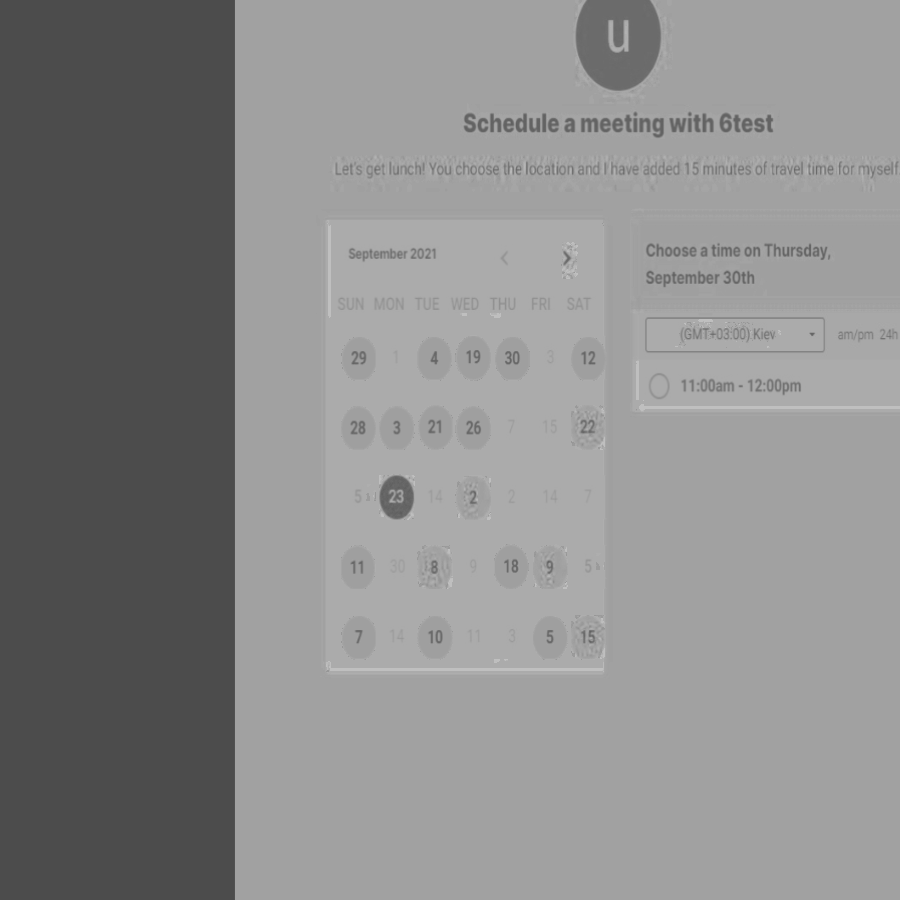 u
Schedule a meeting with 6test
Let's get lunch! You choose the location and I have added 15 minutes of travel time for myself.
September 2021
SUN MON TUE WED THU FRI SAT
29 1 4 19 30 3 12
28 3 21 26 7 15 22
5 23 14 2 2 14 7
11 30 8 9 18 9 5
7 14 10 11 3 5 15
Choose a time on Thursday,
September 30th
(GMT+03:00) Kiev am/pm 24h
11:00am - 12:00pm